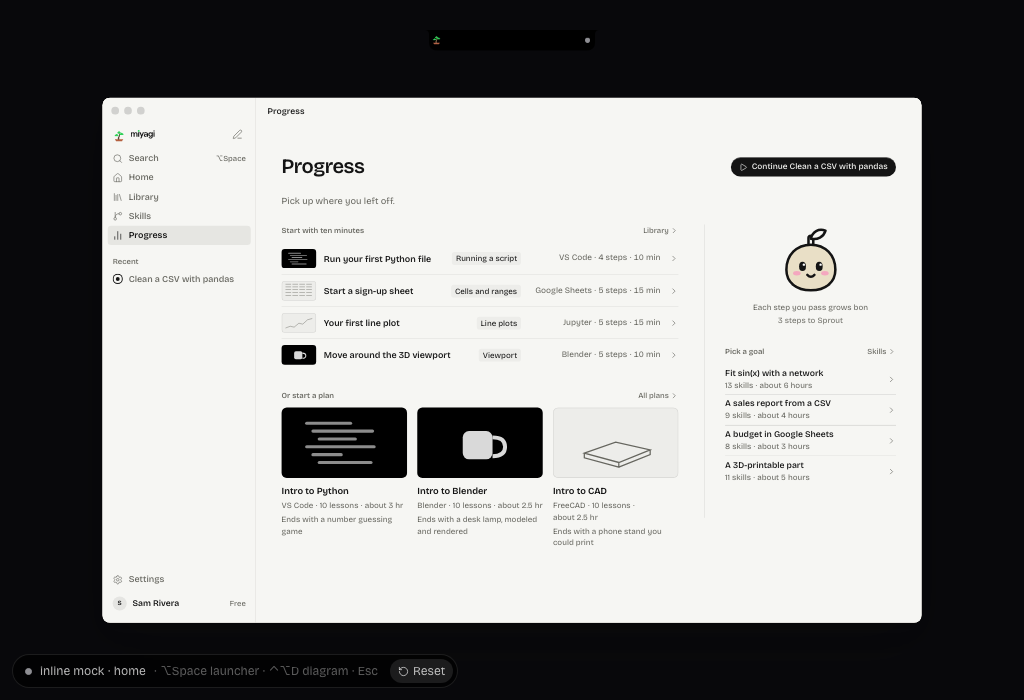 Progress
miyagi
Search ⌥Space
Home
Library
Skills
Progress
Recent
Clean a CSV with pandas
Settings
S Sam Rivera Free
Progress
Continue Clean a CSV with pandas
Pick up where you left off.
Start with ten minutes Library
Run your first Python file Running a script VS Code · 4 steps · 10 min
Start a sign-up sheet Cells and ranges Google Sheets · 5 steps · 15 min
Your first line plot Line plots Jupyter · 5 steps · 15 min
Move around the 3D viewport Viewport Blender · 5 steps · 10 min
Or start a plan All plans
Intro to Python
VS Code · 10 lessons · about 3 hr
Ends with a number guessing
game
Intro to Blender
Blender · 10 lessons · about 2.5 hr
Ends with a desk lamp, modeled
and rendered
Intro to CAD
FreeCAD · 10 lessons ·
about 2.5 hr
Ends with a phone stand you
could print
Each step you pass grows bon
3 steps to Sprout
Pick a goal Skills
Fit sin(x) with a network
13 skills · about 6 hours
A sales report from a CSV
9 skills · about 4 hours
A budget in Google Sheets
8 skills · about 3 hours
A 3D-printable part
11 skills · about 5 hours
inline mock · home · ⌥Space launcher · ⌃⌥D diagram · Esc Reset